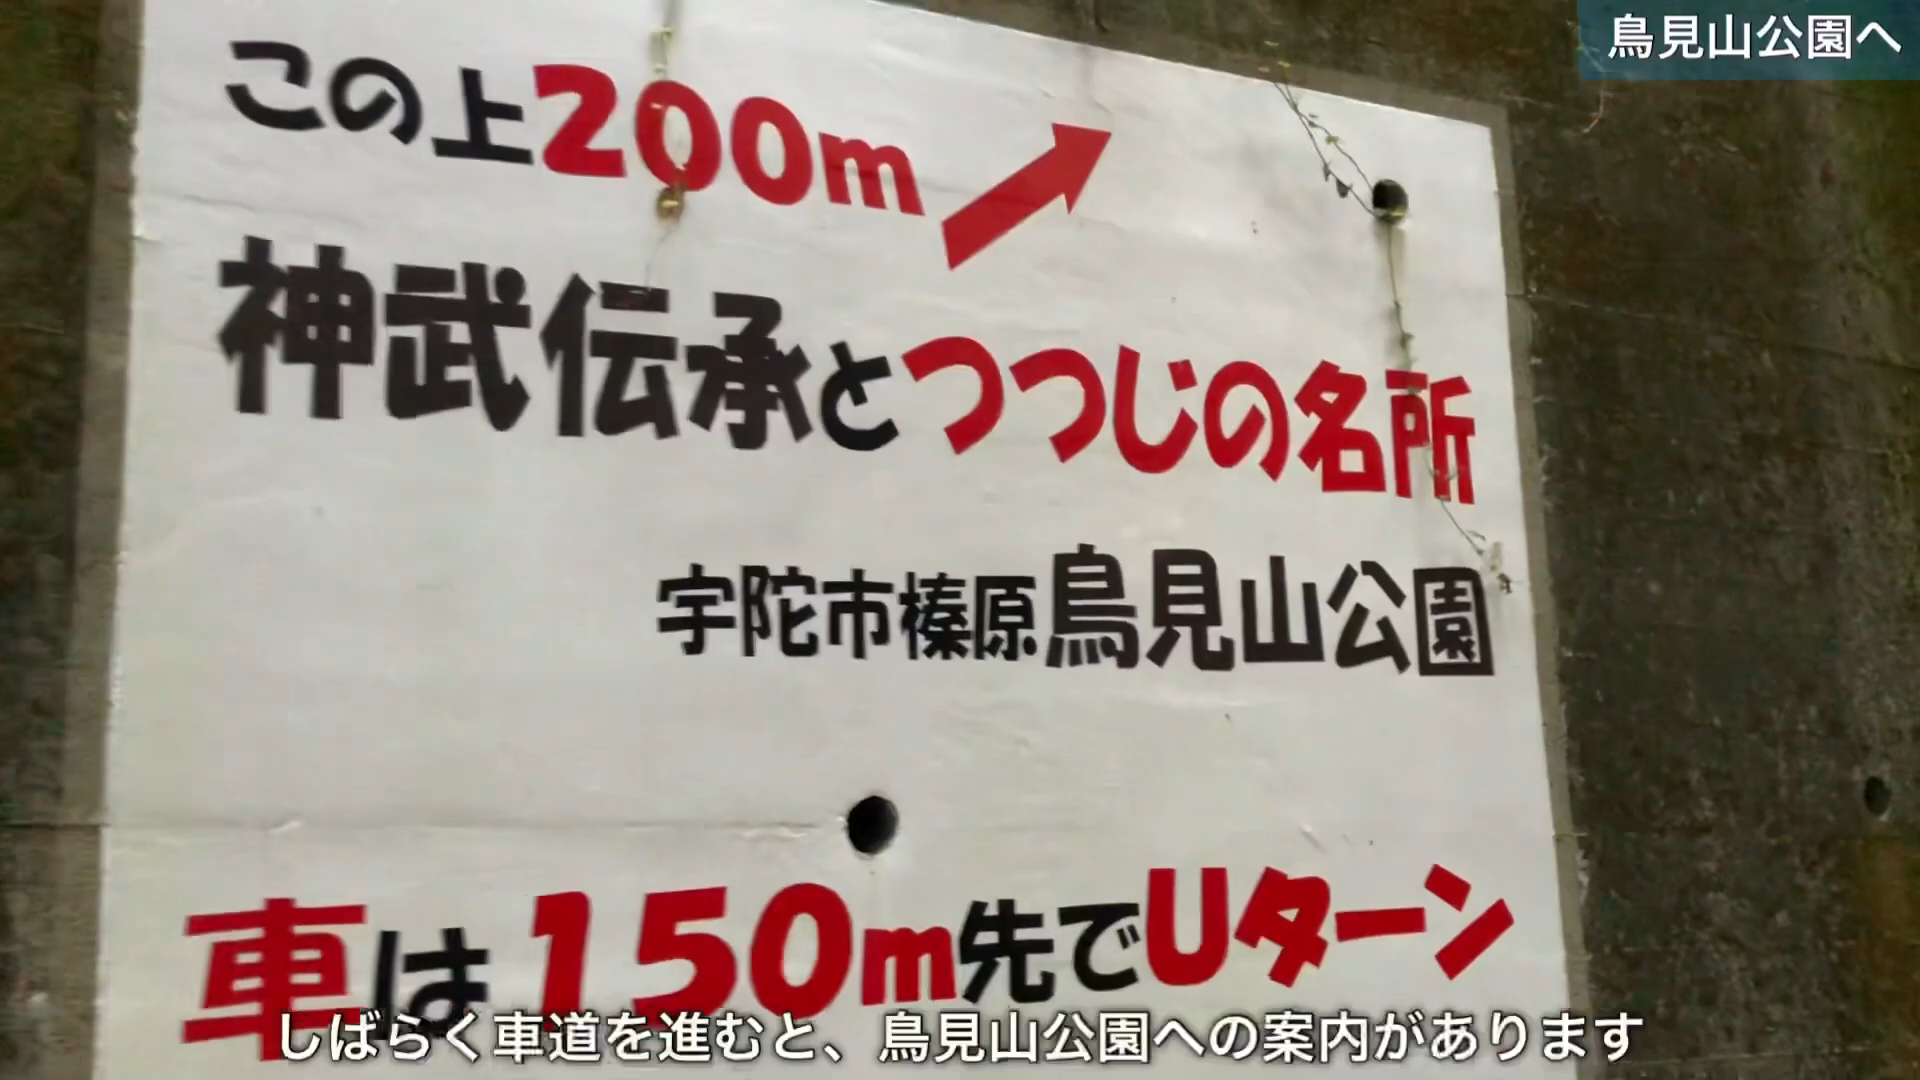 鳥見山公園へ
この上200m
神武伝承とつつじの名所
宇陀市榛原鳥見山公園
車は150m先でUターン
しばらく車道を進むと、鳥見山公園への案内があります